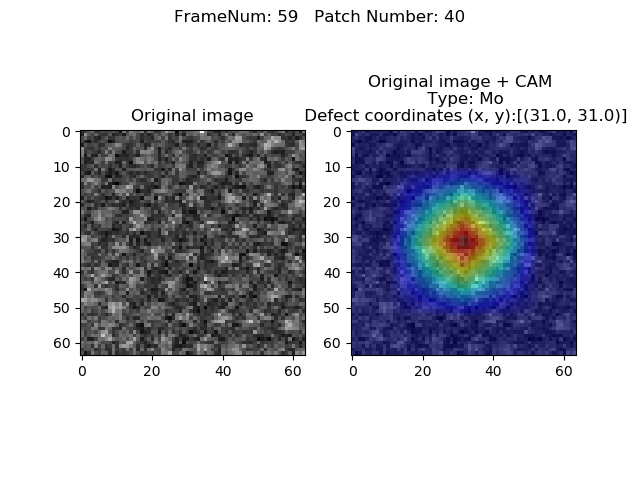 FrameNum: 59   Patch Number: 40
Original image
Original image + CAM
Type: Mo
Defect coordinates (x, y):[(31.0, 31.0)]
0
10
20
30
40
50
60
0 20 40 60
0
10
20
30
40
50
60
0 20 40 60